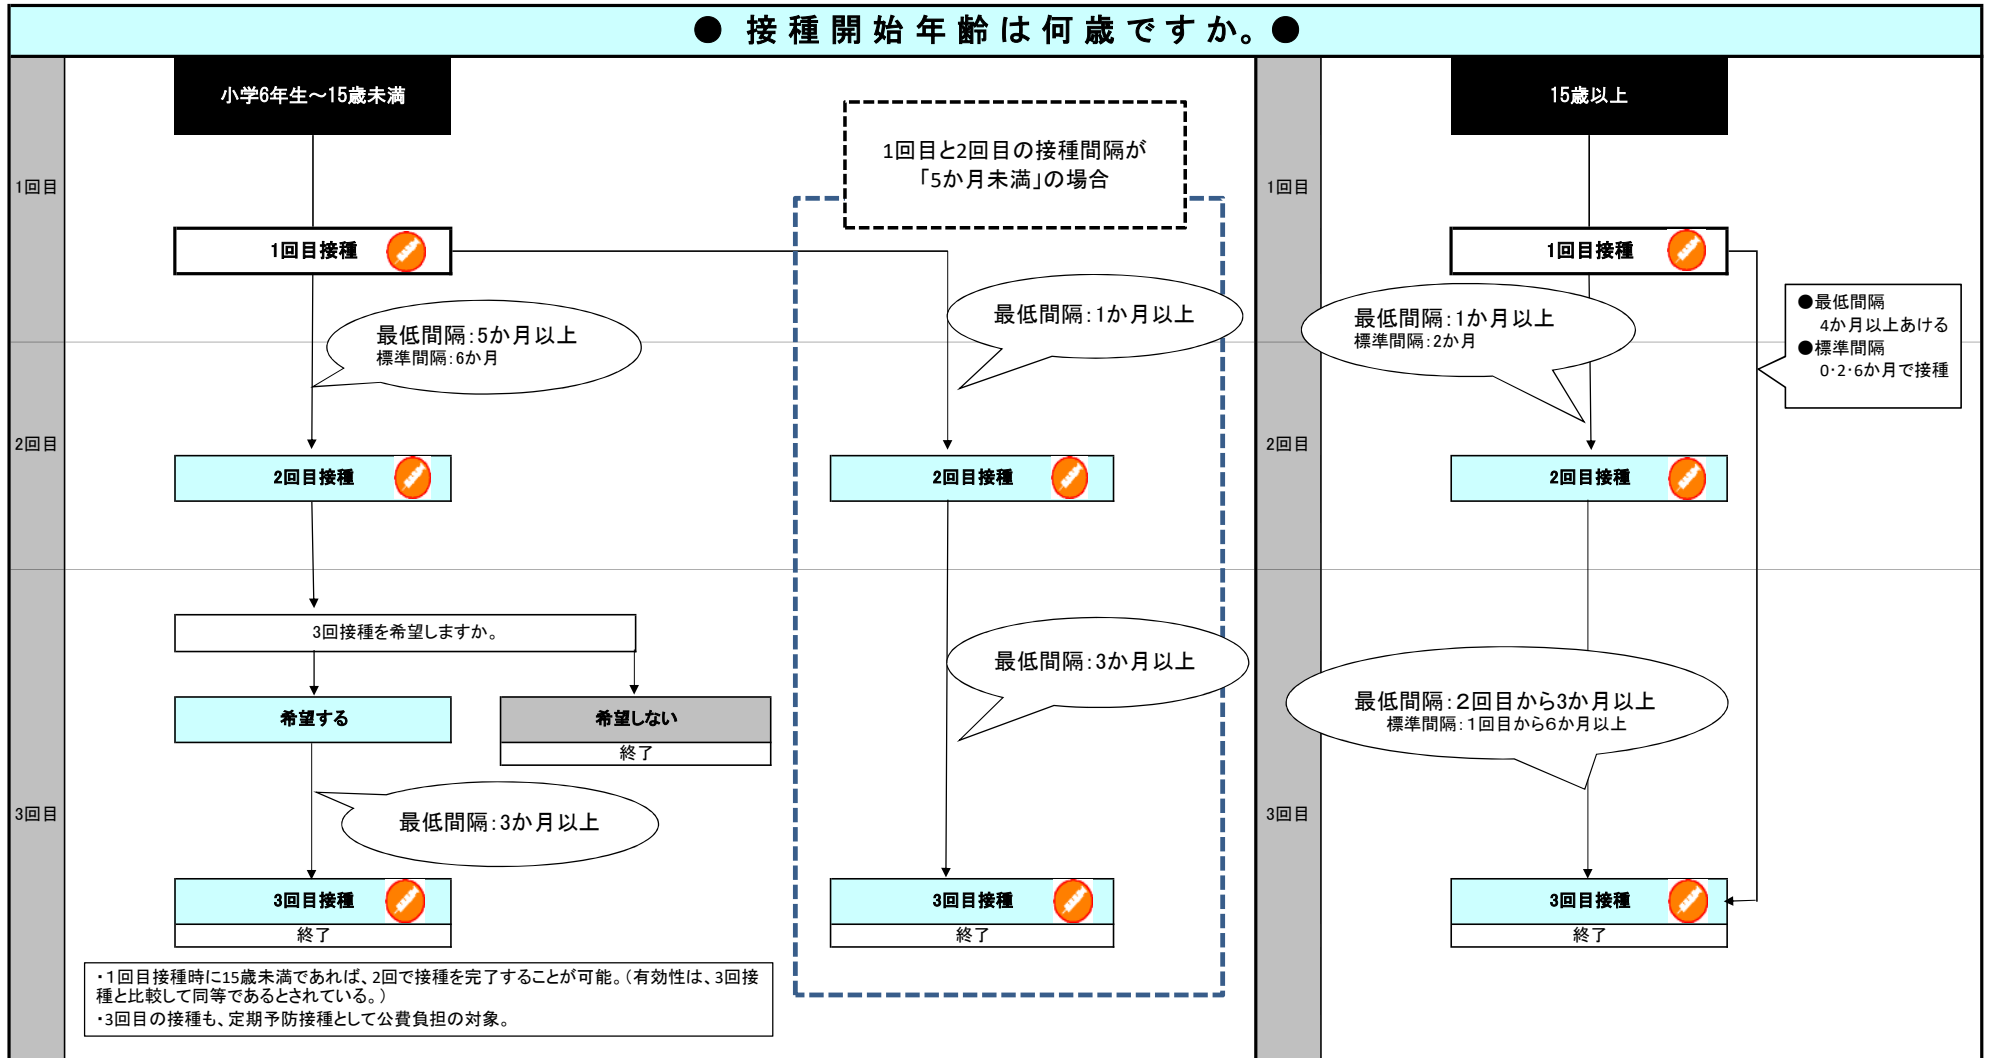 ● 接種開始年齢は何歳ですか。●
小学6年生～15歳未満
1回目
1回目接種
最低間隔：5か月以上
標準間隔：6か月
2回目
2回目接種
3回接種を希望しますか。
希望する
希望しない
終了
3回目
最低間隔：3か月以上
3回目接種
終了
・1回目接種時に15歳未満であれば、2回で接種を完了することが可能。（有効性は、3回接
種と比較して同等であるとされている。）
・3回目の接種も、定期予防接種として公費負担の対象。
1回目と2回目の接種間隔が
「5か月未満」の場合
最低間隔：1か月以上
2回目接種
最低間隔：3か月以上
3回目接種
終了
15歳以上
1回目
1回目接種
最低間隔：1か月以上
標準間隔：2か月
●最低間隔
4か月以上あける
●標準間隔
0・2・6か月で接種
2回目
2回目接種
最低間隔：２回目から3か月以上
標準間隔：１回目から６か月以上
3回目
3回目接種
終了